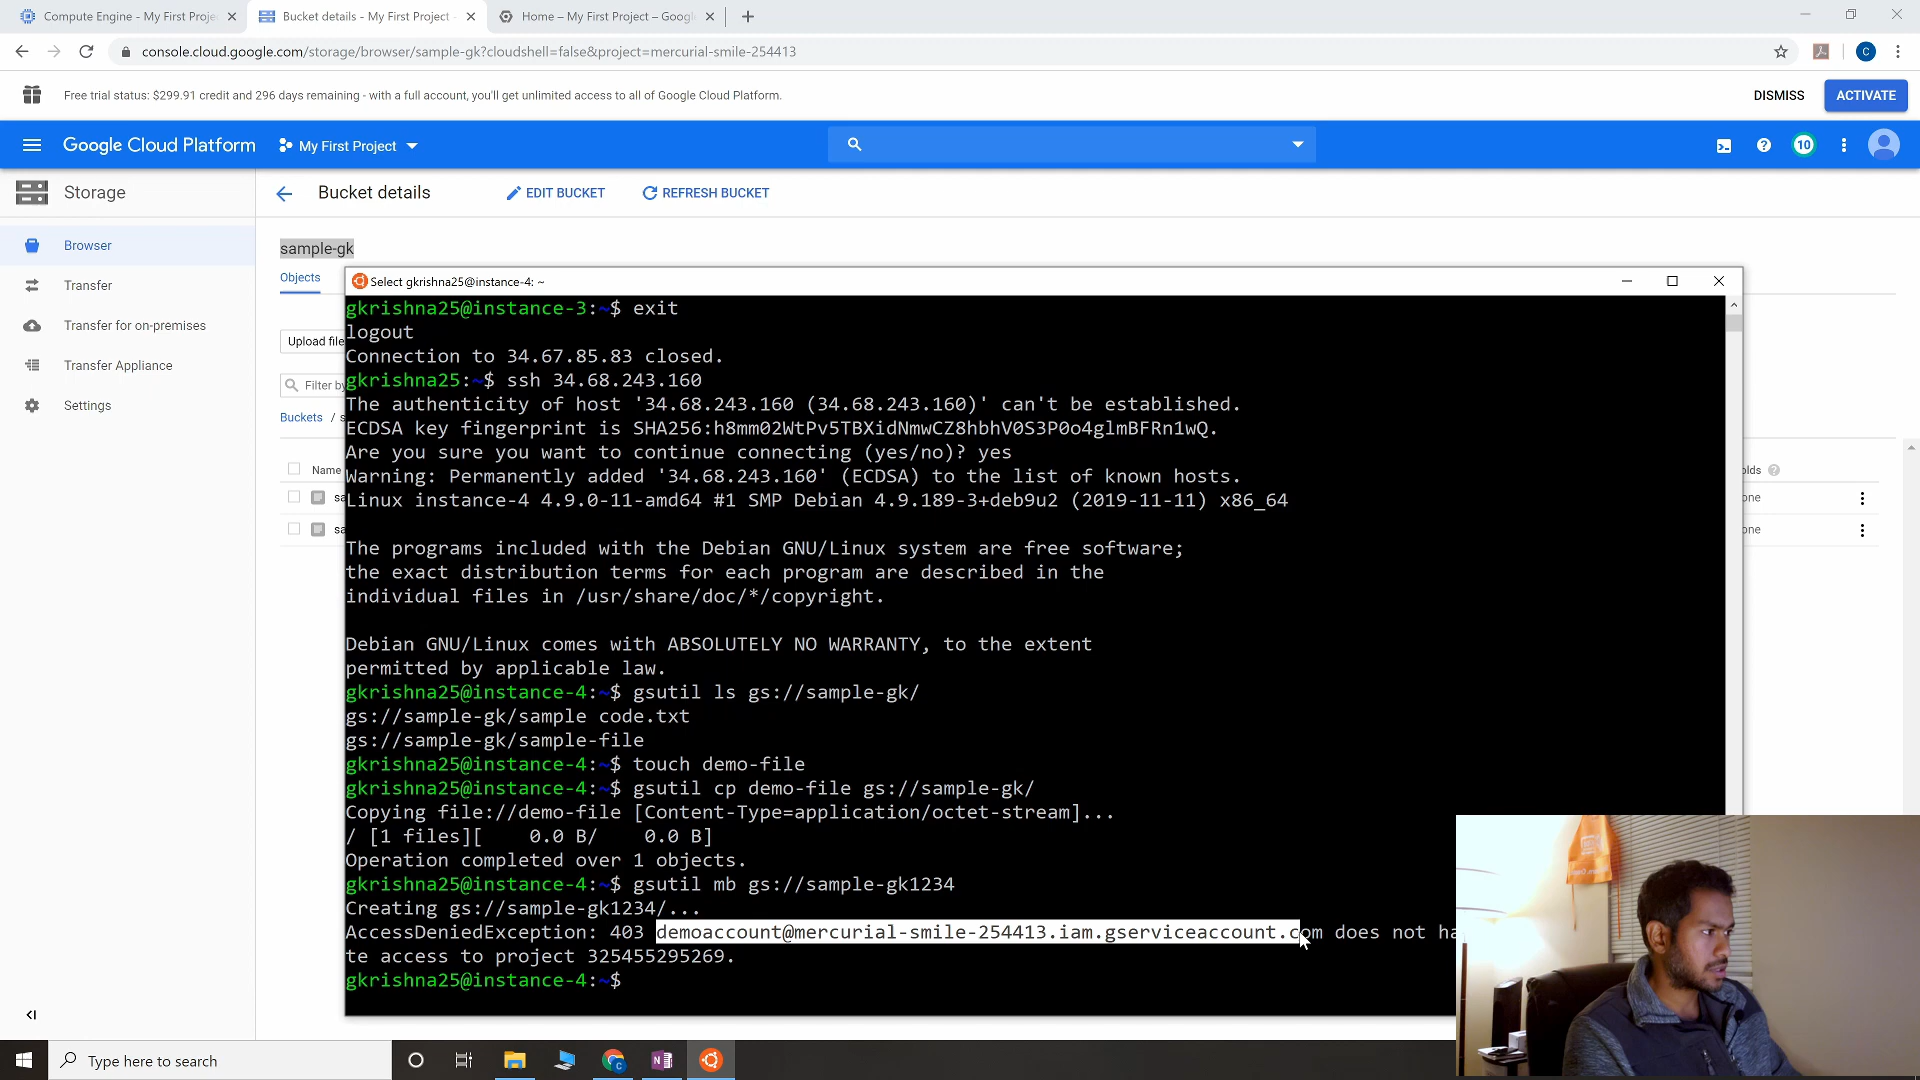 Compute Engine - My First Proje
Bucket details - My First Project -
Home – My First Project – Googl
console.cloud.google.com/storage/browser/sample-gk?cloudshell=false&project=mercurial-smile-254413
C
Free trial status: $299.91 credit and 296 days remaining - with a full account, you'll get unlimited access to all of Google Cloud Platform.
DISMISS
ACTIVATE
Google Cloud Platform
My First Project
10
Storage
Bucket details
EDIT BUCKET
REFRESH BUCKET
Browser
Transfer
Transfer for on-premises
Transfer Appliance
Settings
sample-gk
Objects
Upload file
Filter by
Buckets / s
Name
sa
sa
olds
one
one
Select gkrishna25@instance-4: ~
gkrishna25@instance-3:~$ exit
logout
Connection to 34.67.85.83 closed.
gkrishna25:~$ ssh 34.68.243.160
The authenticity of host '34.68.243.160 (34.68.243.160)' can't be established.
ECDSA key fingerprint is SHA256:h8mm02WtPv5TBXidNmwCZ8hbhV0S3P0o4glmBFRn1wQ.
Are you sure you want to continue connecting (yes/no)? yes
Warning: Permanently added '34.68.243.160' (ECDSA) to the list of known hosts.
Linux instance-4 4.9.0-11-amd64 #1 SMP Debian 4.9.189-3+deb9u2 (2019-11-11) x86_64
The programs included with the Debian GNU/Linux system are free software;
the exact distribution terms for each program are described in the
individual files in /usr/share/doc/*/copyright.
Debian GNU/Linux comes with ABSOLUTELY NO WARRANTY, to the extent
permitted by applicable law.
gkrishna25@instance-4:~$ gsutil ls gs://sample-gk/
gs://sample-gk/sample code.txt
gs://sample-gk/sample-file
gkrishna25@instance-4:~$ touch demo-file
gkrishna25@instance-4:~$ gsutil cp demo-file gs://sample-gk/
Copying file://demo-file [Content-Type=application/octet-stream]...
/ [1 files][    0.0 B/    0.0 B]
Operation completed over 1 objects.
gkrishna25@instance-4:~$ gsutil mb gs://sample-gk1234
Creating gs://sample-gk1234/...
AccessDeniedException: 403 demoaccount@mercurial-smile-254413.iam.gserviceaccount.com does not ha
te access to project 325455295269.
gkrishna25@instance-4:~$
Type here to search